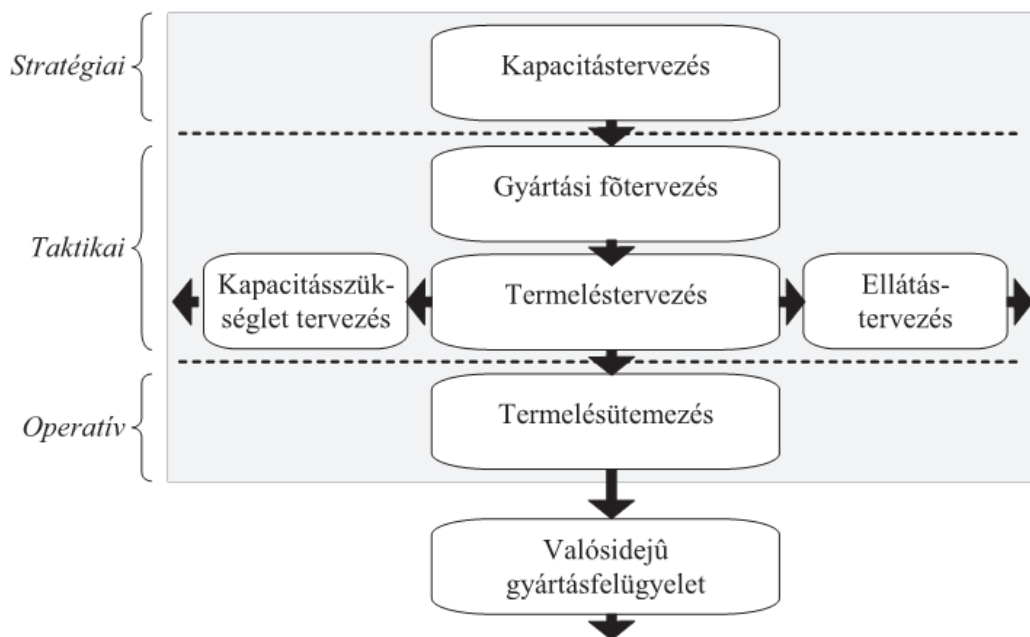 Stratégiai
Kapacitástervezés
Gyártási fõtervezés
Taktikai
Kapacitásszük-
séglet tervezés
Termeléstervezés
Ellátás-
tervezés
Operatív
Termelésütemezés
Valósidejû
gyártásfelügyelet